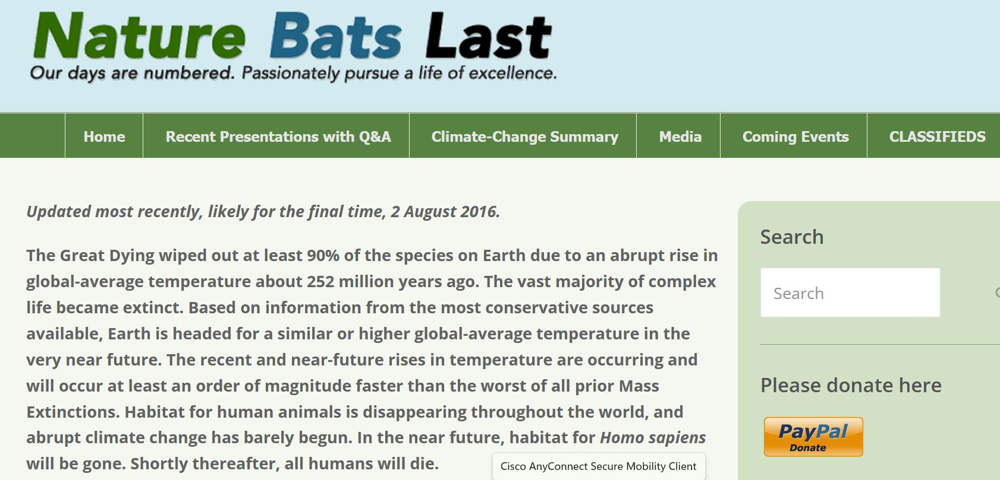 Nature Bats Last
Our days are numbered. Passionately pursue a life of excellence.
Home Recent Presentations with Q&A Climate-Change Summary Media Coming Events CLASSIFIEDS
Updated most recently, likely for the final time, 2 August 2016.
The Great Dying wiped out at least 90% of the species on Earth due to an abrupt rise in
global-average temperature about 252 million years ago. The vast majority of complex
life became extinct. Based on information from the most conservative sources
available, Earth is headed for a similar or higher global-average temperature in the
very near future. The recent and near-future rises in temperature are occurring and
will occur at least an order of magnitude faster than the worst of all prior Mass
Extinctions. Habitat for human animals is disappearing throughout the world, and
abrupt climate change has barely begun. In the near future, habitat for Homo sapiens
will be gone. Shortly thereafter, all humans will die.
Search
Search
Please donate here
PayPal
Donate
Cisco AnyConnect Secure Mobility Client